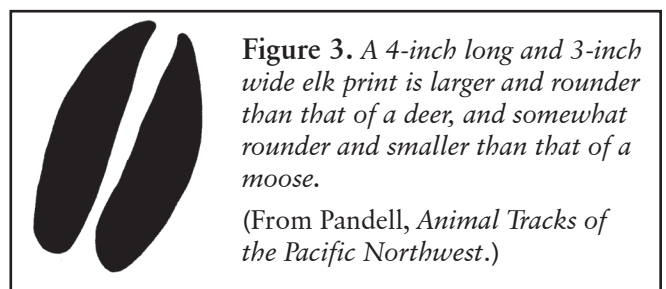 Figure 3. A 4-inch long and 3-inch
wide elk print is larger and rounder
than that of a deer, and somewhat
rounder and smaller than that of a
moose.
(From Pandell, Animal Tracks of
the Pacific Northwest.)